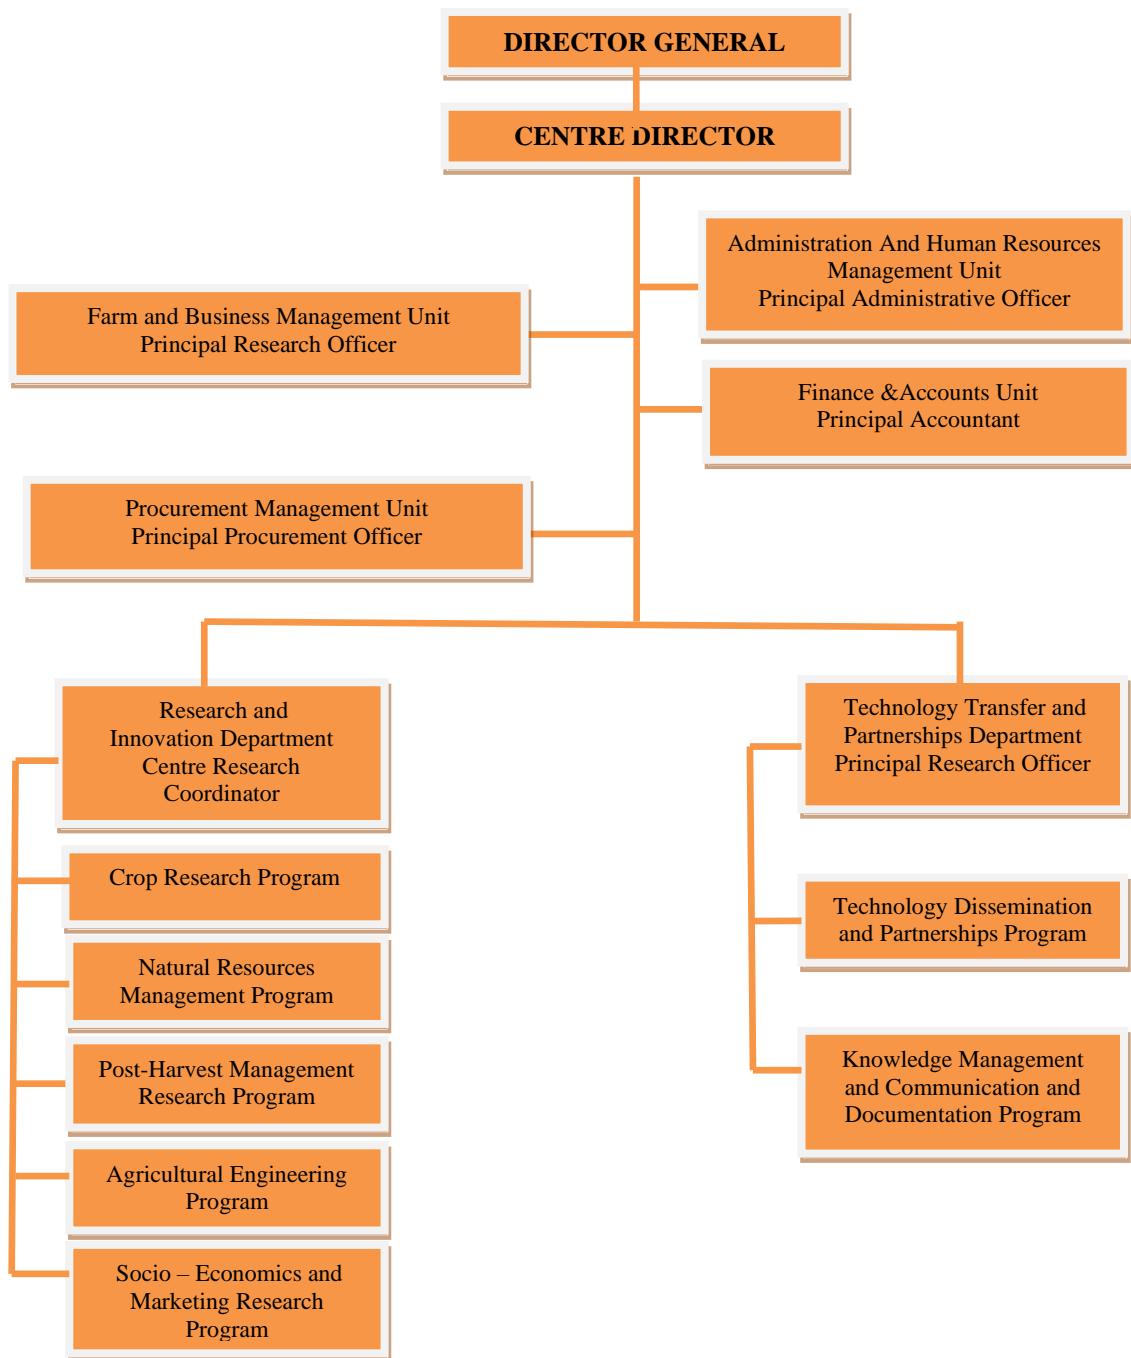 DIRECTOR GENERAL
CENTRE DIRECTOR
Administration And Human Resources
Management Unit
Principal Administrative Officer
Farm and Business Management Unit
Principal Research Officer
Finance &Accounts Unit
Principal Accountant
Procurement Management Unit
Principal Procurement Officer
Research and
Innovation Department
Centre Research
Coordinator
Crop Research Program
Natural Resources
Management Program
Post-Harvest Management
Research Program
Agricultural Engineering
Program
Socio – Economics and
Marketing Research
Program
Technology Transfer and
Partnerships Department
Principal Research Officer
Technology Dissemination
and Partnerships Program
Knowledge Management
and Communication and
Documentation Program